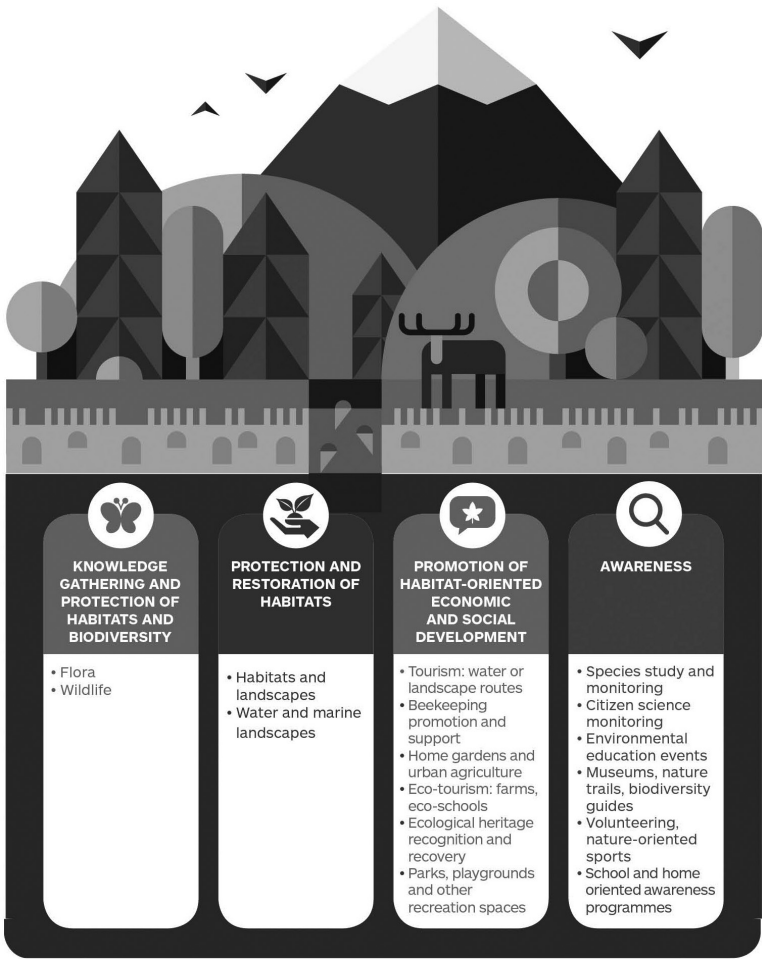 KNOWLEDGE
GATHERING AND
PROTECTION OF
HABITATS AND
BIODIVERSITY
• Flora
• Wildlife
PROTECTION AND
RESTORATION OF
HABITATS
• Habitats and
landscapes
• Water and marine
landscapes
PROMOTION OF
HABITAT-ORIENTED
ECONOMIC
AND SOCIAL
DEVELOPMENT
• Tourism: water or
landscape routes
• Beekeeping
promotion and
support
• Home gardens and
urban agriculture
• Eco-tourism: farms,
eco-schools
• Ecological heritage
recognition and
recovery
• Parks, playgrounds
and other
recreation spaces
AWARENESS
• Species study and
monitoring
• Citizen science
monitoring
• Environmental
education events
• Museums, nature
trails, biodiversity
guides
• Volunteering,
nature-oriented
sports
• School and home
oriented awareness
programmes